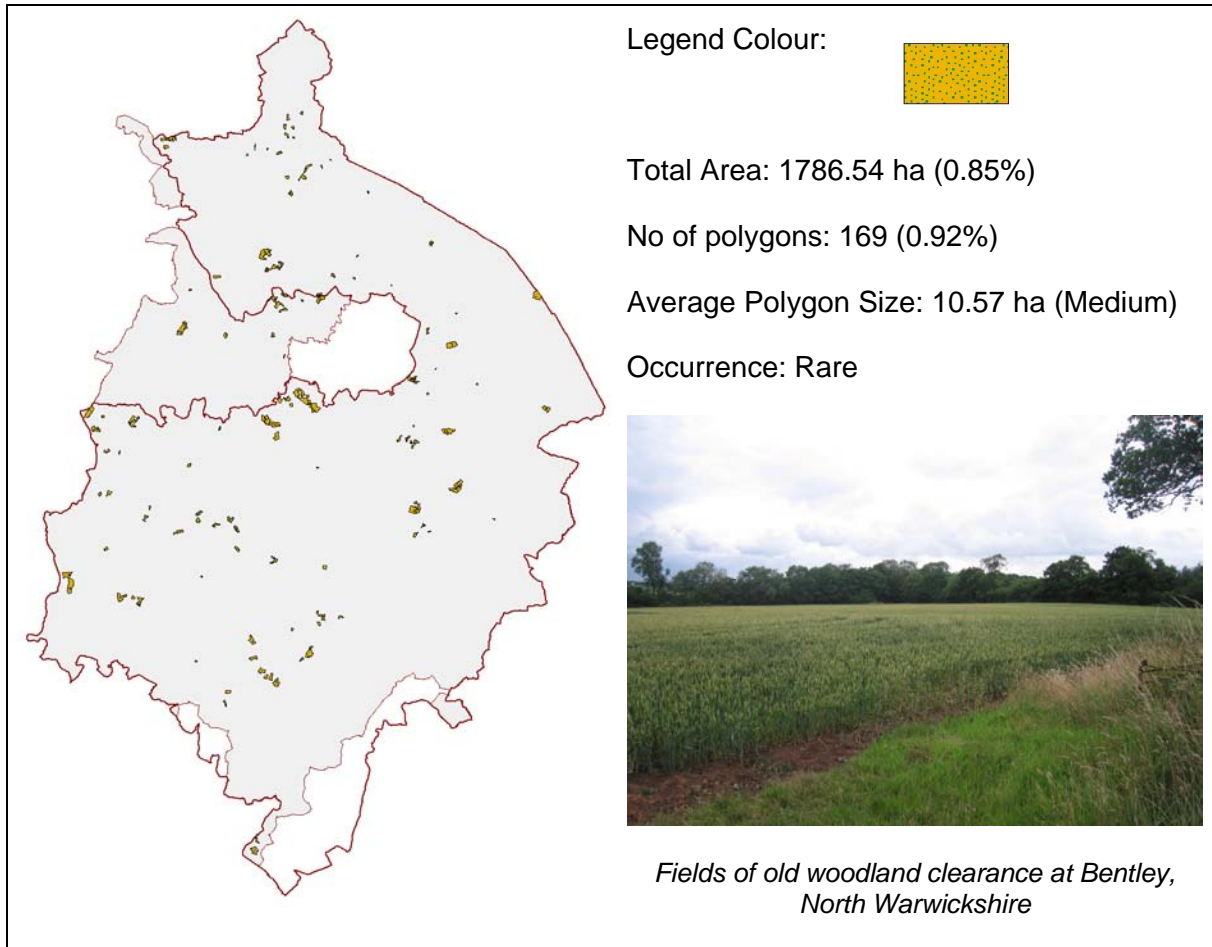 Legend Colour:
Total Area: 1786.54 ha (0.85%)
No of polygons: 169 (0.92%)
Average Polygon Size: 10.57 ha (Medium)
Occurrence: Rare
Fields of old woodland clearance at Bentley,
North Warwickshire